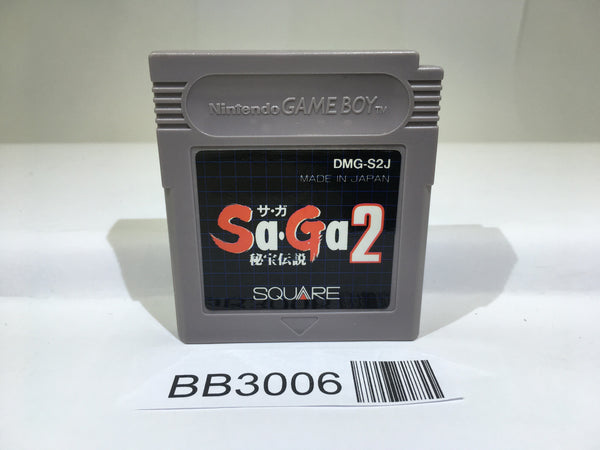 Nintendo GAME BOY TM
DMG-S2J
MADE IN JAPAN
サ・ガ
Sa・Ga2
秘宝伝説
SQUARE
BB3006